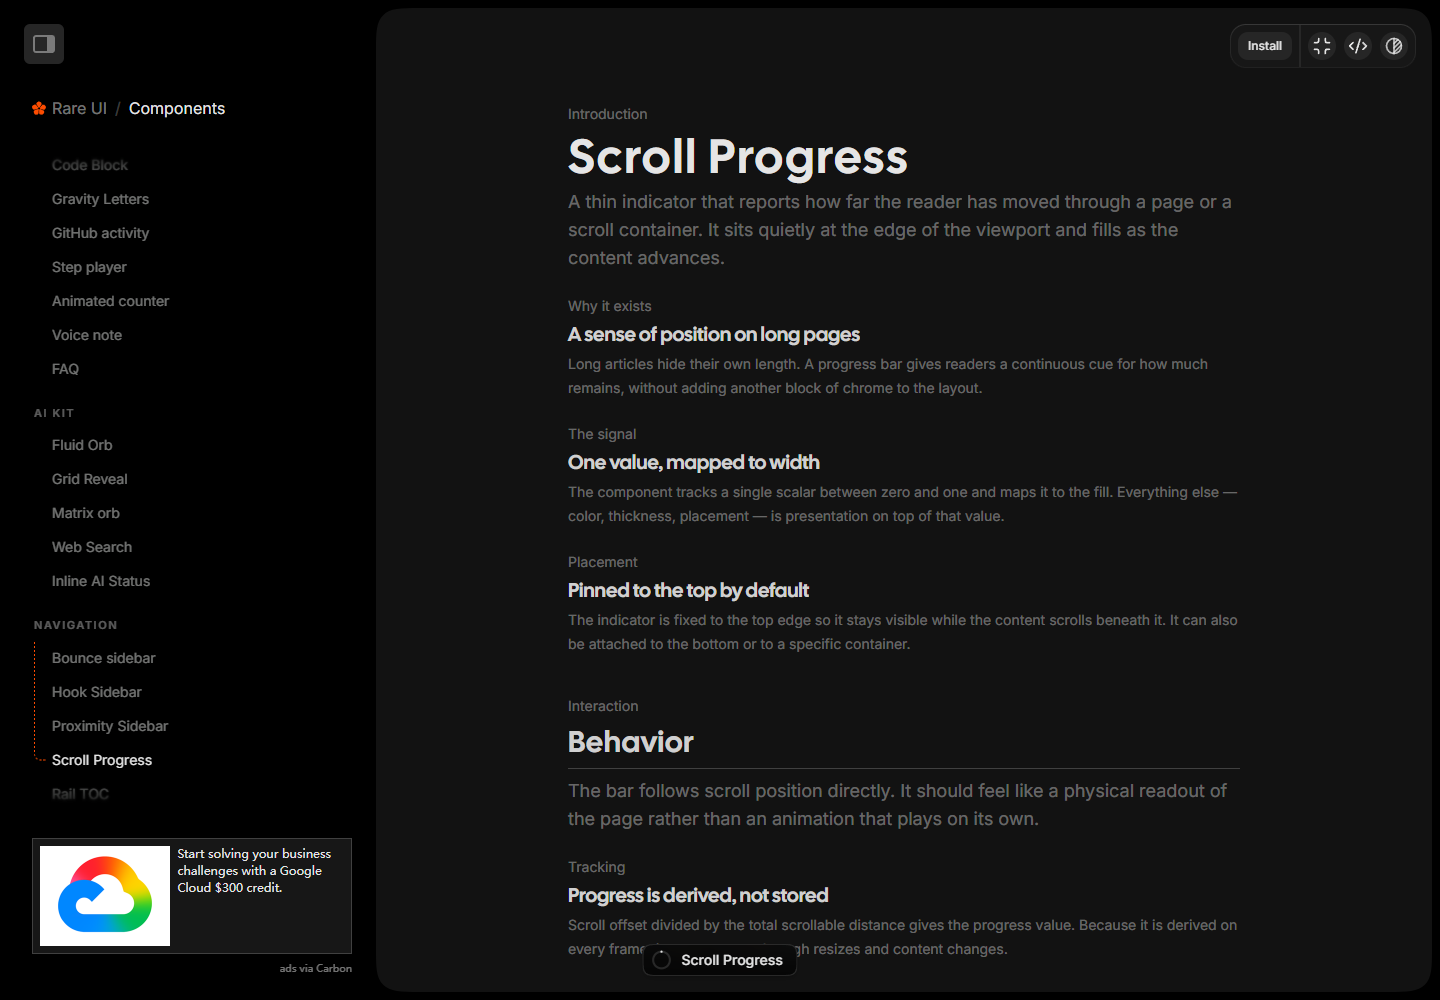 Install
Rare UI / Components
Code Block
Gravity Letters
GitHub activity
Step player
Animated counter
Voice note
FAQ
AI KIT
Fluid Orb
Grid Reveal
Matrix orb
Web Search
Inline AI Status
NAVIGATION
Bounce sidebar
Hook Sidebar
Proximity Sidebar
Scroll Progress
Rail TOC
Start solving your business
challenges with a Google
Cloud $300 credit.
ads via Carbon
Introduction
Scroll Progress
A thin indicator that reports how far the reader has moved through a page or a
scroll container. It sits quietly at the edge of the viewport and fills as the
content advances.
Why it exists
A sense of position on long pages
Long articles hide their own length. A progress bar gives readers a continuous cue for how much
remains, without adding another block of chrome to the layout.
The signal
One value, mapped to width
The component tracks a single scalar between zero and one and maps it to the fill. Everything else —
color, thickness, placement — is presentation on top of that value.
Placement
Pinned to the top by default
The indicator is fixed to the top edge so it stays visible while the content scrolls beneath it. It can also
be attached to the bottom or to a specific container.
Interaction
Behavior
The bar follows scroll position directly. It should feel like a physical readout of
the page rather than an animation that plays on its own.
Tracking
Progress is derived, not stored
Scroll offset divided by the total scrollable distance gives the progress value. Because it is derived on
every resizes and content changes.
Scroll Progress